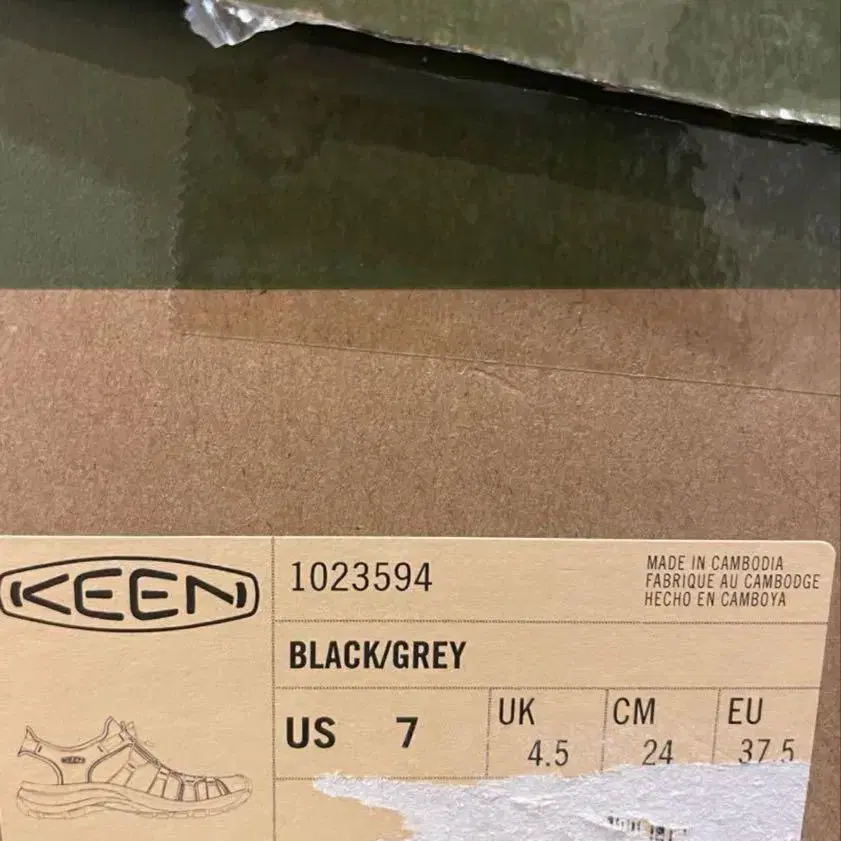 KEEN
1023594
MADE IN CAMBODIA
FABRIQUE AU CAMBODGE
HECHO EN CAMBOYA
BLACK/GREY
US 7
UK
4.5
CM
24
EU
37.5
KEEN